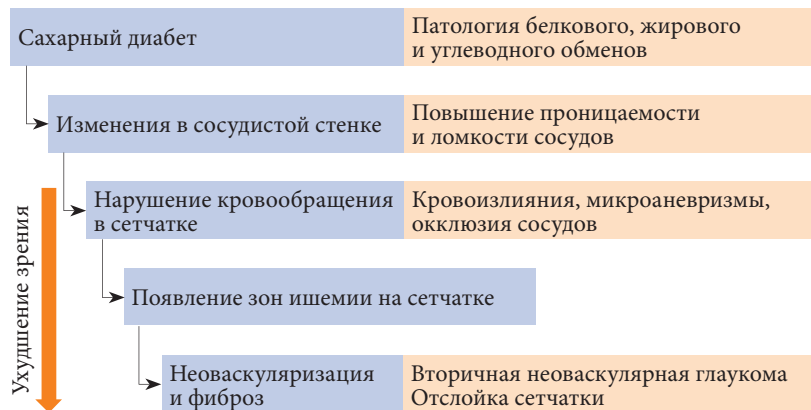 Сахарный диабет
Патология белкового, жирового
и углеводного обменов
Изменения в сосудистой стенке
Повышение проницаемости
и ломкости сосудов
Нарушение кровообращения
в сетчатке
Кровоизлияния, микроаневризмы,
окклюзия сосудов
Появление зон ишемии на сетчатке
Неоваскуляризация
и фиброз
Вторичная неоваскулярная глаукома
Отслойка сетчатки
Ухудшение зрения